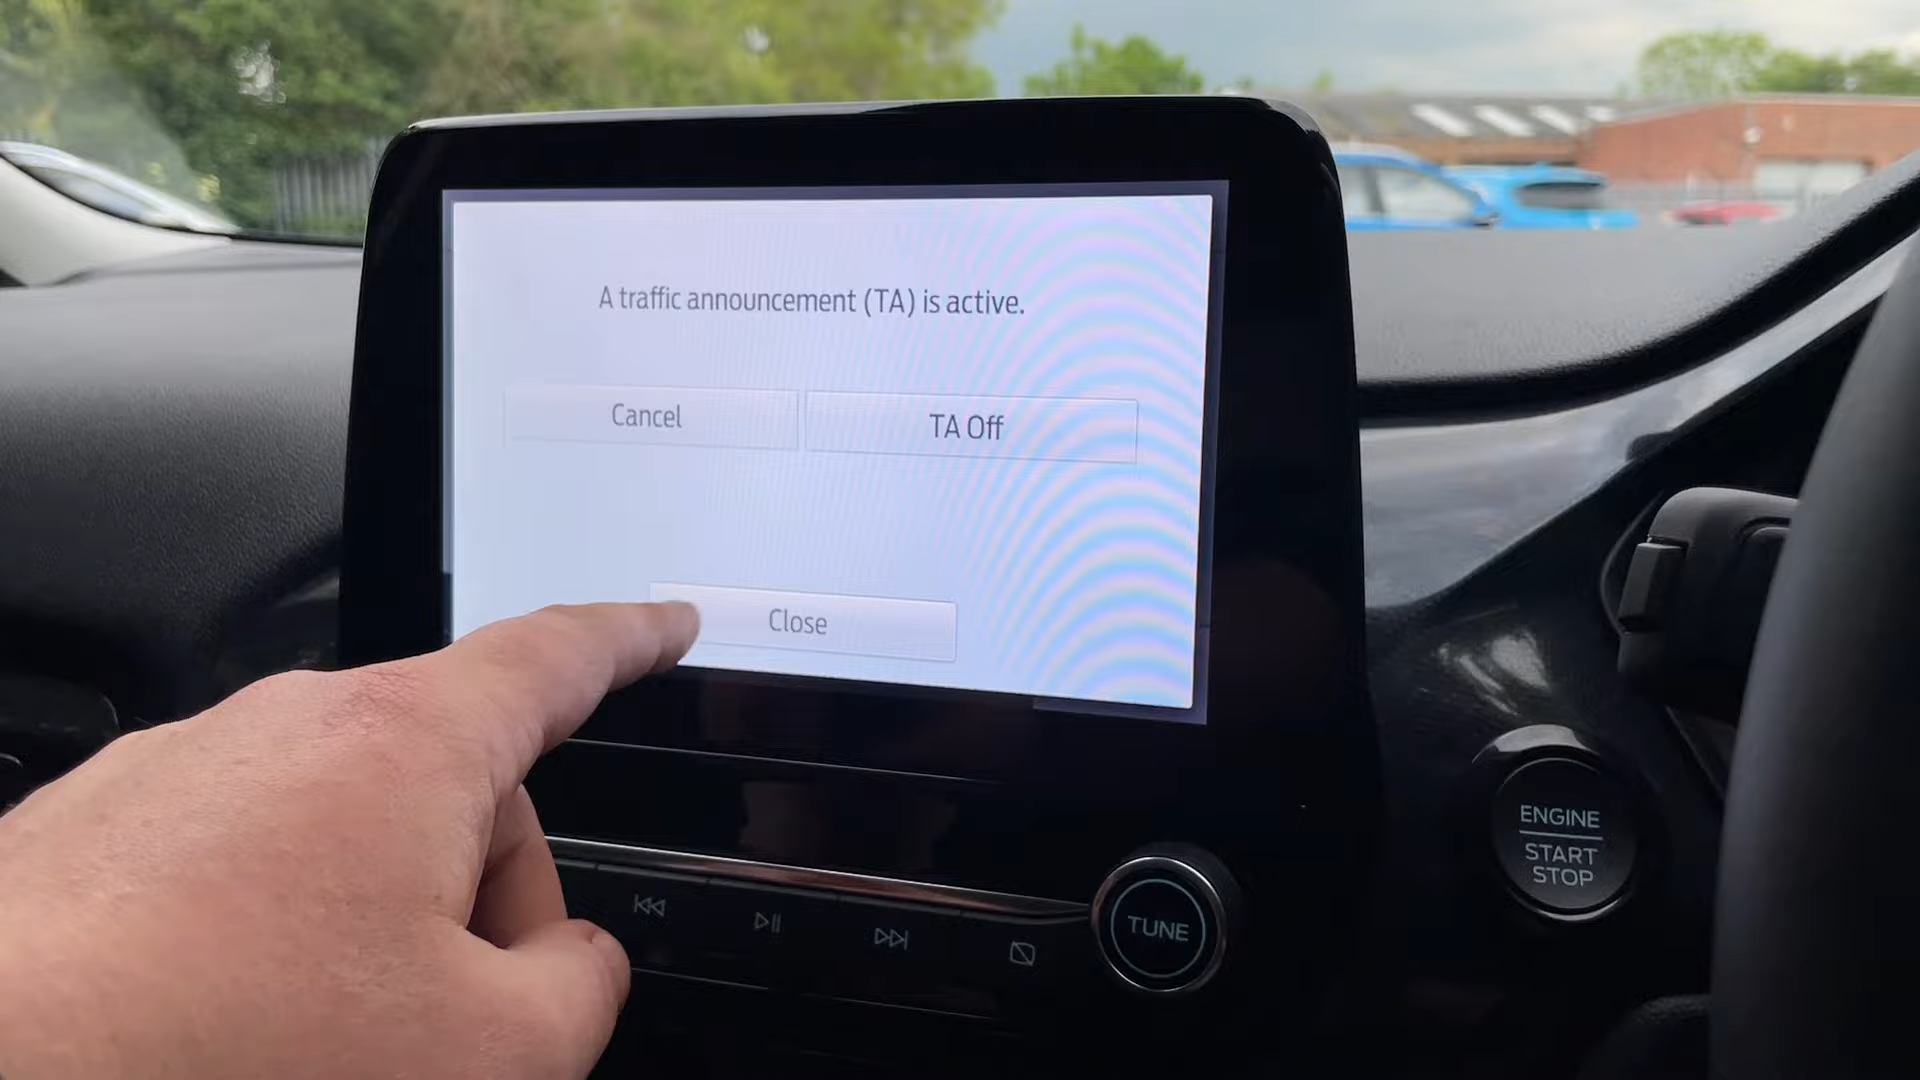 A traffic announcement (TA) is active.
Cancel
TA Off
Close
ENGINE
START
STOP
TUNE